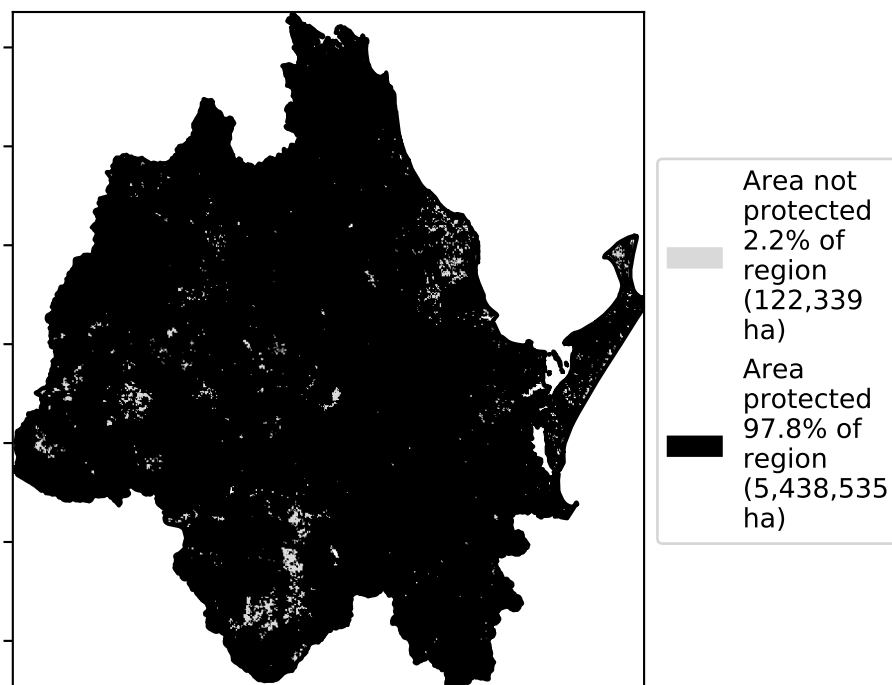 Area not
protected
2.2% of
region
(122,339
ha)
Area
protected
97.8% of
region
(5,438,535
ha)